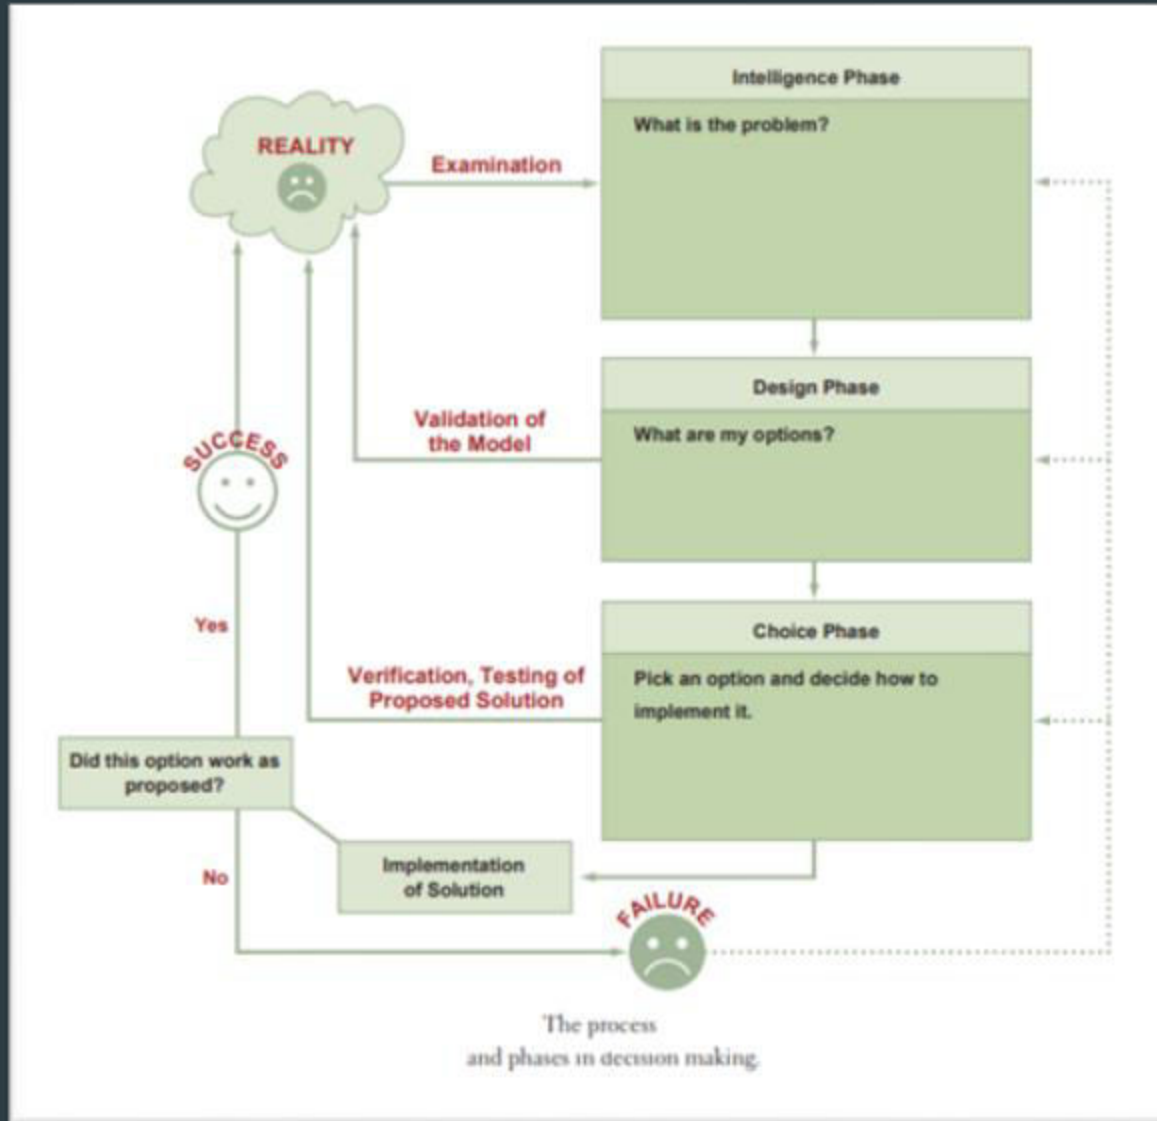 Intelligence Phase
What is the problem?
REALITY
Examination
Design Phase
What are my options?
Validation of
the Model
SUCCESS
Yes
Choice Phase
Pick an option and decide how to
implement it.
Verification, Testing of
Proposed Solution
Did this option work as
proposed?
Implementation
of Solution
No
FAILURE
The process
and phases in decision making.